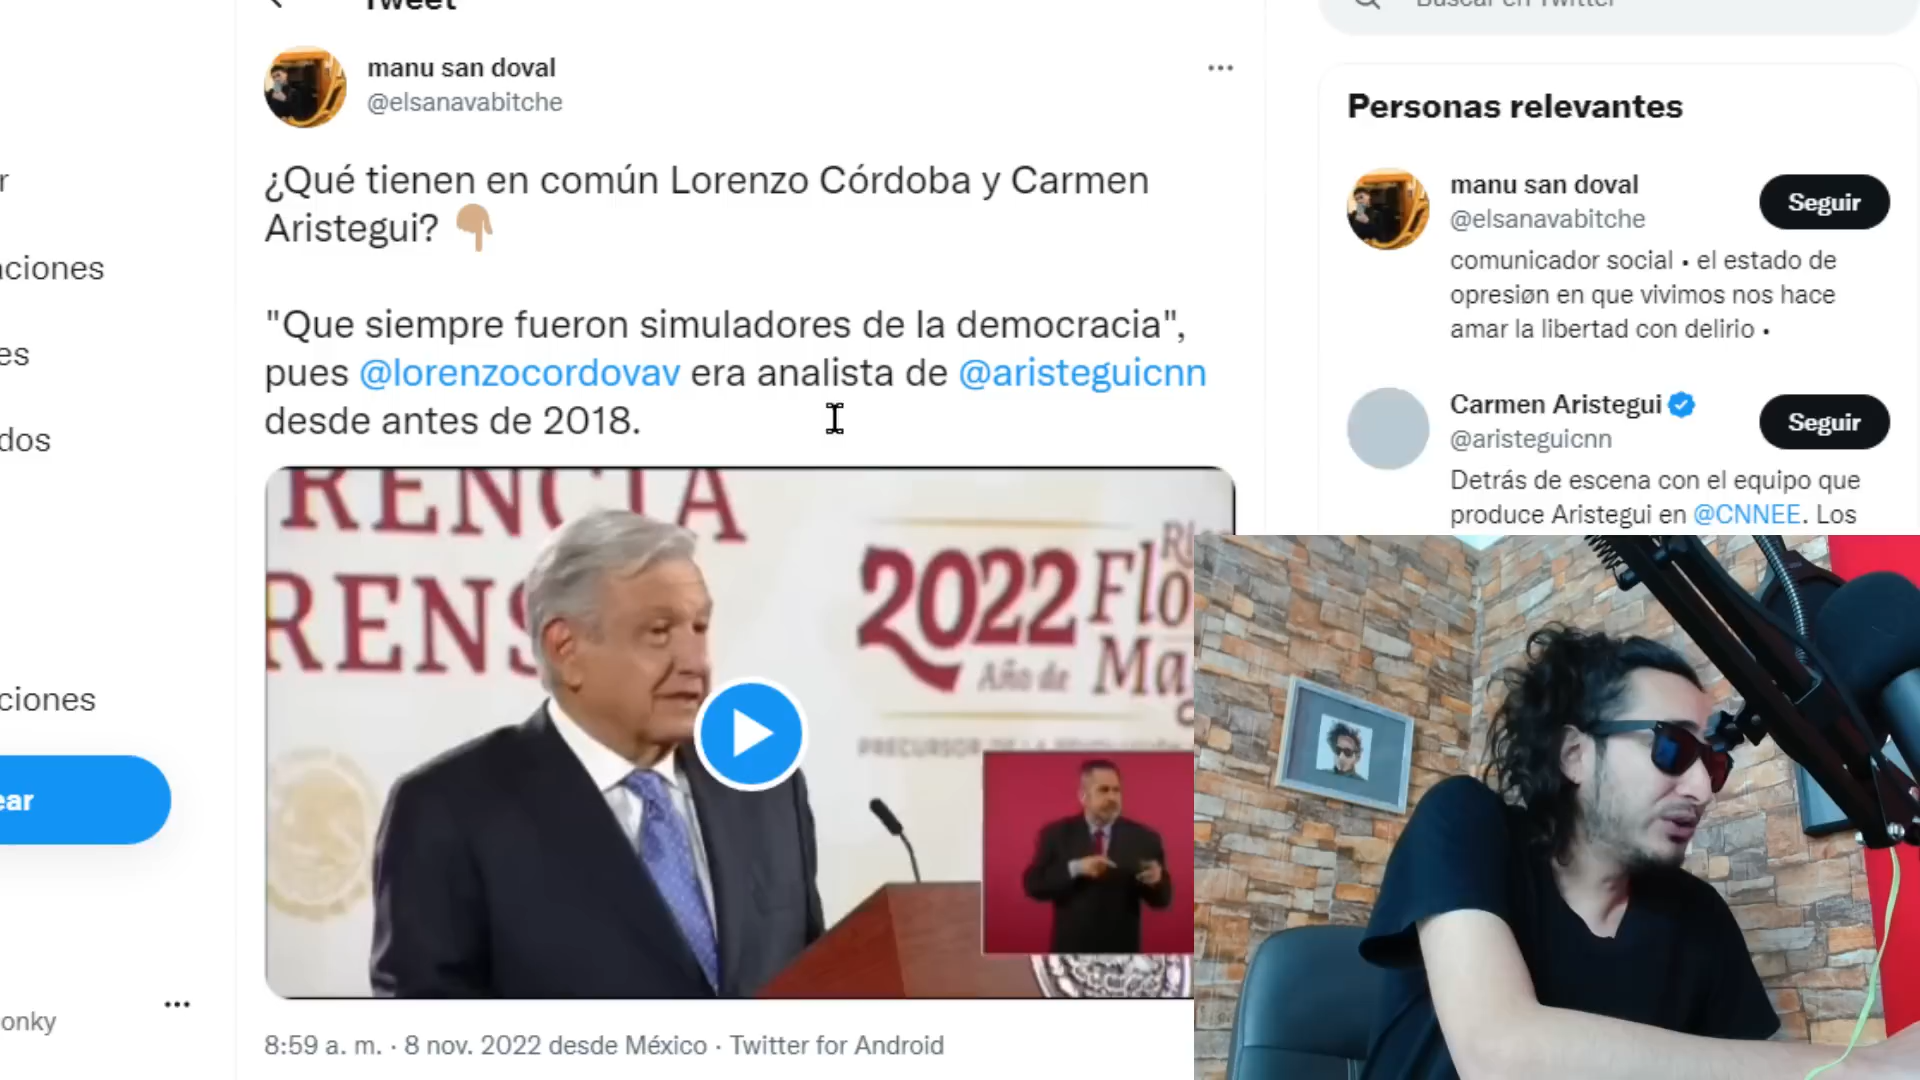 Tweet
Buscar en Twitter
manu san doval
@elsanavabitche
¿Qué tienen en común Lorenzo Córdoba y Carmen
Aristegui?
"Que siempre fueron simuladores de la democracia",
pues @lorenzocordovav era analista de @aristeguicnn
desde antes de 2018.
RENCIA
RENS
2022 Flo
Año de Ma
8:59 a. m. · 8 nov. 2022 desde México · Twitter for Android
r
aciones
es
dos
ciones
ear
onky
Personas relevantes
manu san doval
@elsanavabitche
Seguir
comunicador social • el estado de
opresiøn en que vivimos nos hace
amar la libertad con delirio •
Carmen Aristegui
@aristeguicnn
Seguir
Detrás de escena con el equipo que
produce Aristegui en @CNNEE. Los